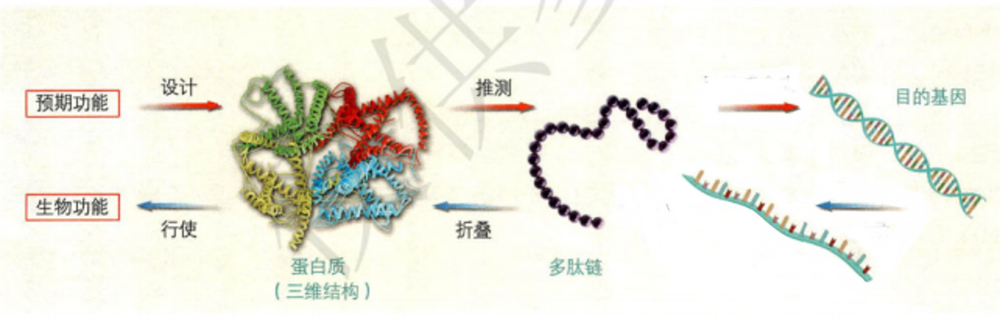 预期功能
设计
推测
目的基因
生物功能
行使
折叠
蛋白质
（三维结构）
多肽链
供